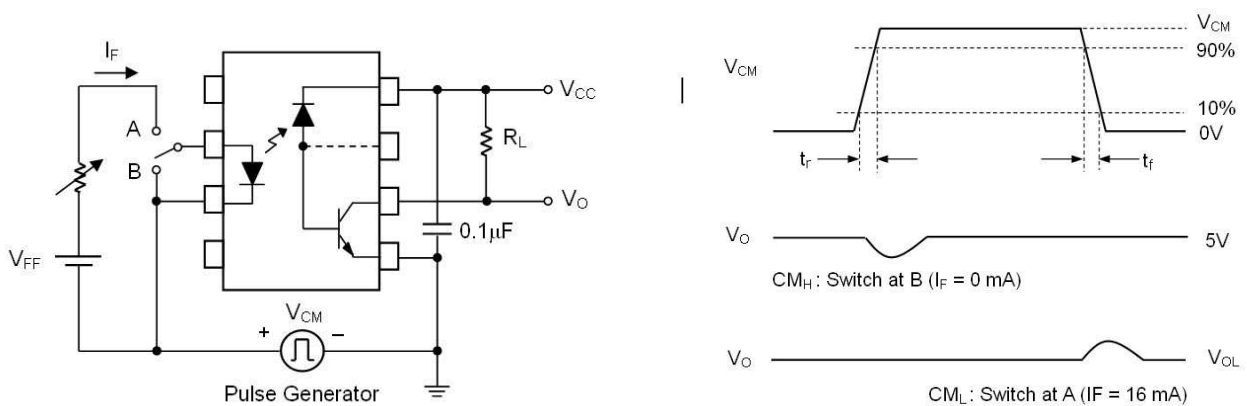 I_F
A
B
V_FF
V_CC
R_L
V_O
0.1μF
V_CM
+ −
Pulse Generator
V_CM
V_CM
90%
10%
0V
t_r
t_f
V_O
5V
CM_H : Switch at B (I_F = 0 mA)
V_O
V_OL
CM_L : Switch at A (IF = 16 mA)